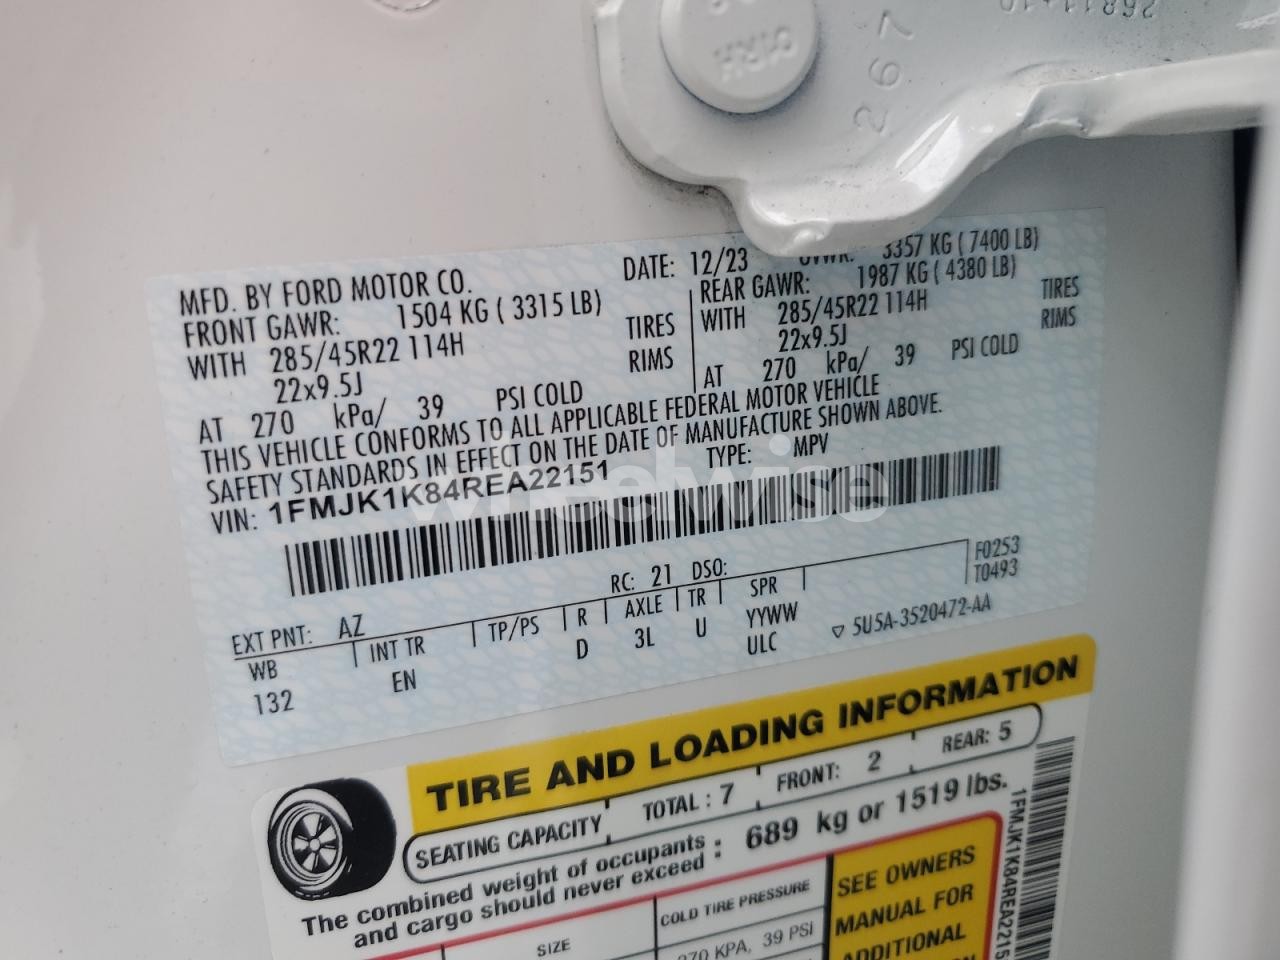 O1RH
267
26811+10
MFD. BY FORD MOTOR CO.
DATE: 12/23
GVWR: 3357 KG ( 7400 LB)
FRONT GAWR: 1504 KG ( 3315 LB)
REAR GAWR: 1987 KG ( 4380 LB)
WITH 285/45R22 114H TIRES
WITH 285/45R22 114H TIRES
22x9.5J RIMS
22x9.5J RIMS
AT 270 kPa/ 39 PSI COLD
AT 270 kPa/ 39 PSI COLD
THIS VEHICLE CONFORMS TO ALL APPLICABLE FEDERAL MOTOR VEHICLE
SAFETY STANDARDS IN EFFECT ON THE DATE OF MANUFACTURE SHOWN ABOVE.
VIN: 1FMJK1K84REA22151
TYPE: MPV
wheelwise
EXT PNT: AZ
RC: 21 DSO:
F0253
T0493
WB INT TR TP/PS R AXLE TR SPR
132 EN D 3L U YYWW
ULC
▽ 5U5A-3520472-AA
TIRE AND LOADING INFORMATION
SEATING CAPACITY TOTAL : 7 FRONT: 2 REAR: 5
The combined weight of occupants
and cargo should never exceed : 689 kg or 1519 lbs.
SIZE
COLD TIRE PRESSURE
270 KPA, 39 PSI
SEE OWNERS
MANUAL FOR
ADDITIONAL
1FMJK1K84REA2215